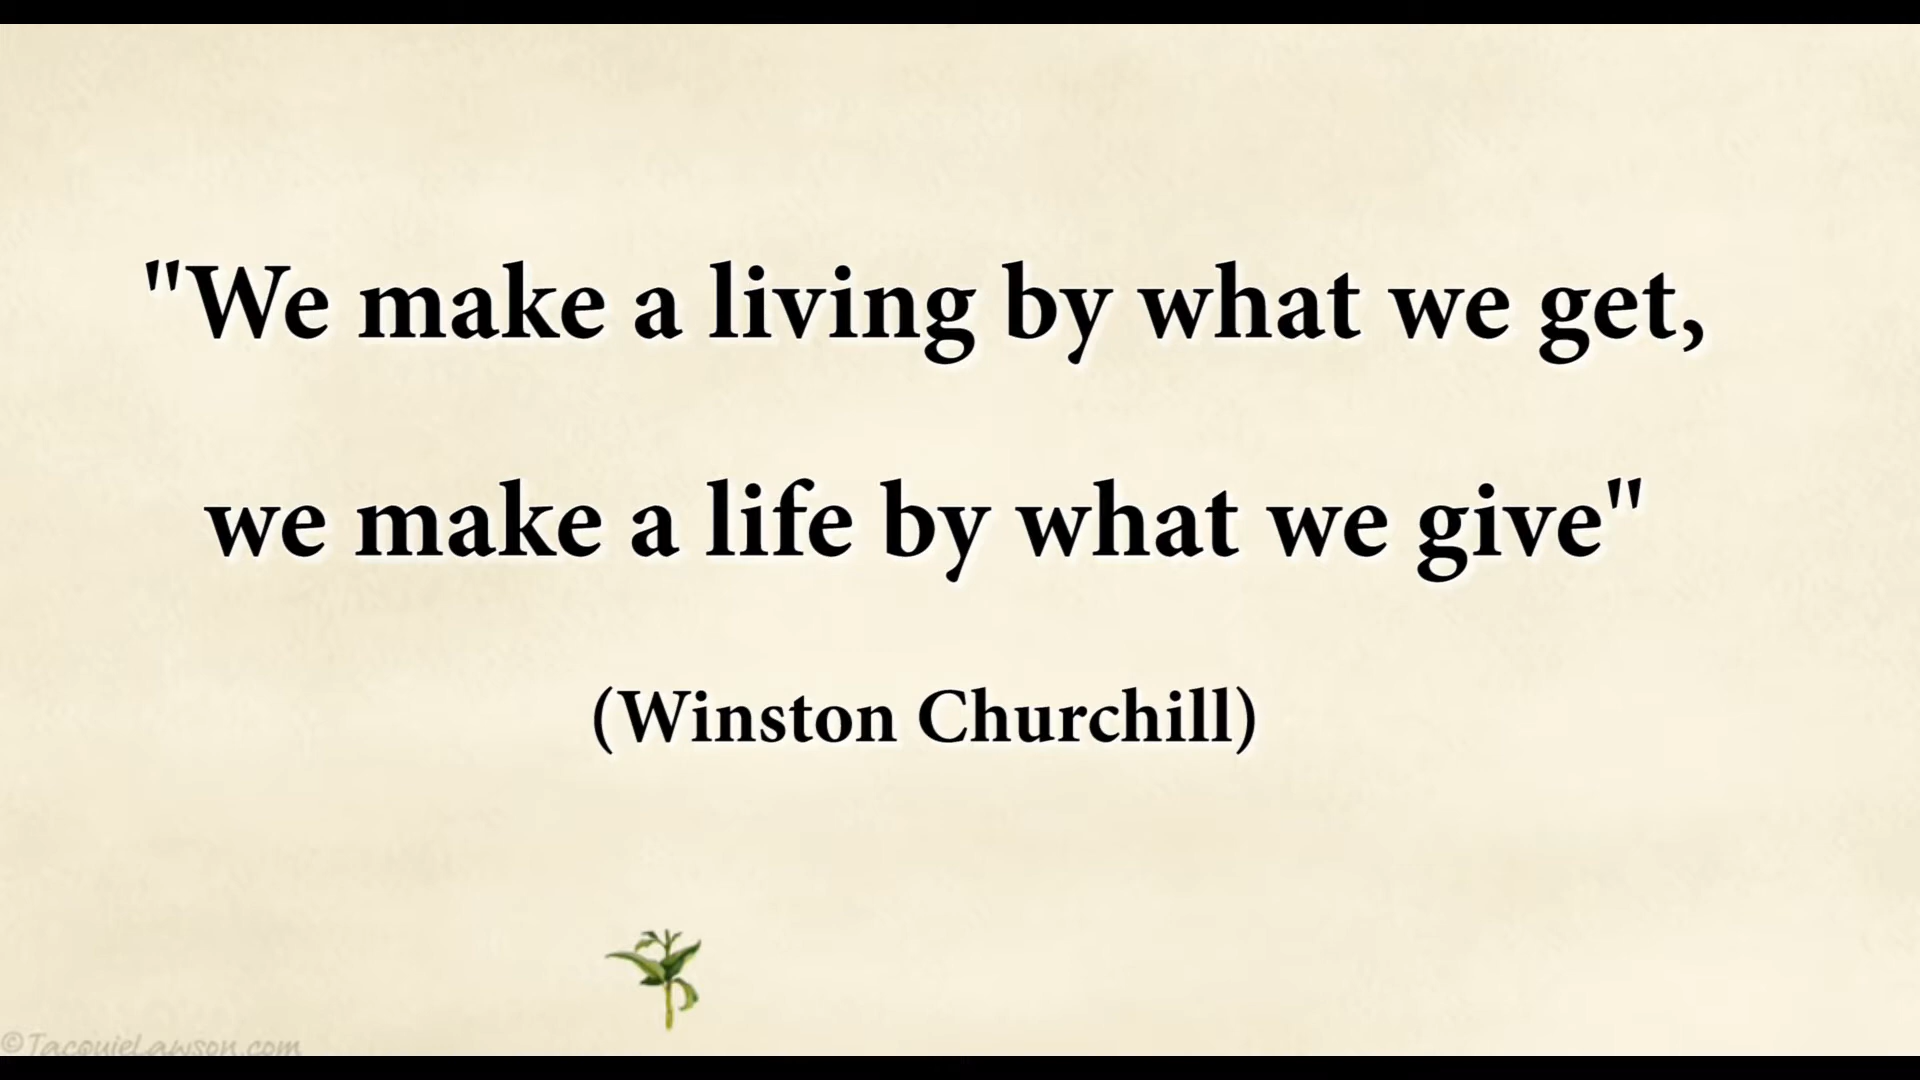 "We make a living by what we get,
we make a life by what we give"
(Winston Churchill)
©JacquieLawson.com